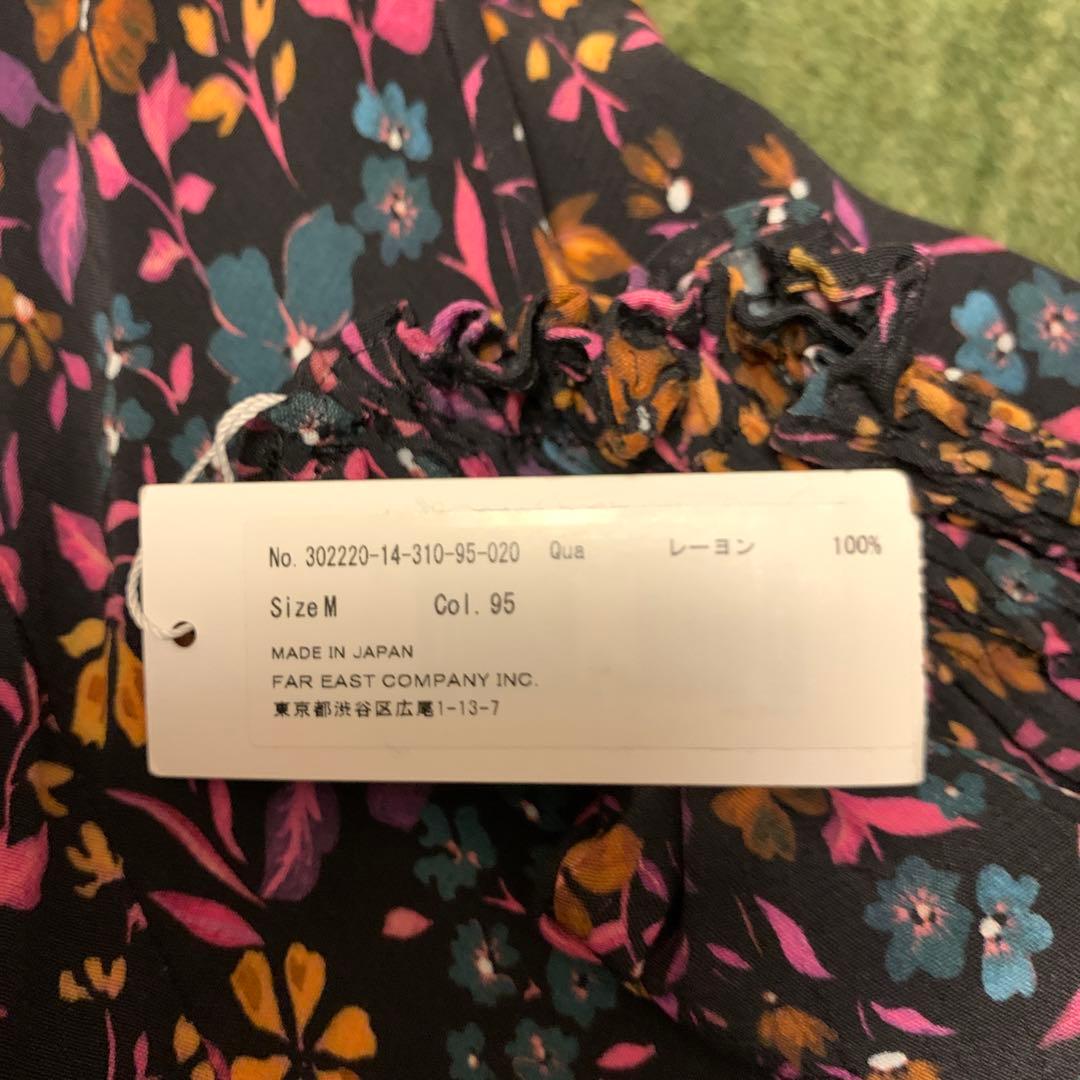 No. 302220-14-310-95-020 Qua レーヨン 100%
Size M Col. 95
MADE IN JAPAN
FAR EAST COMPANY INC.
東京都渋谷区広尾1-13-7